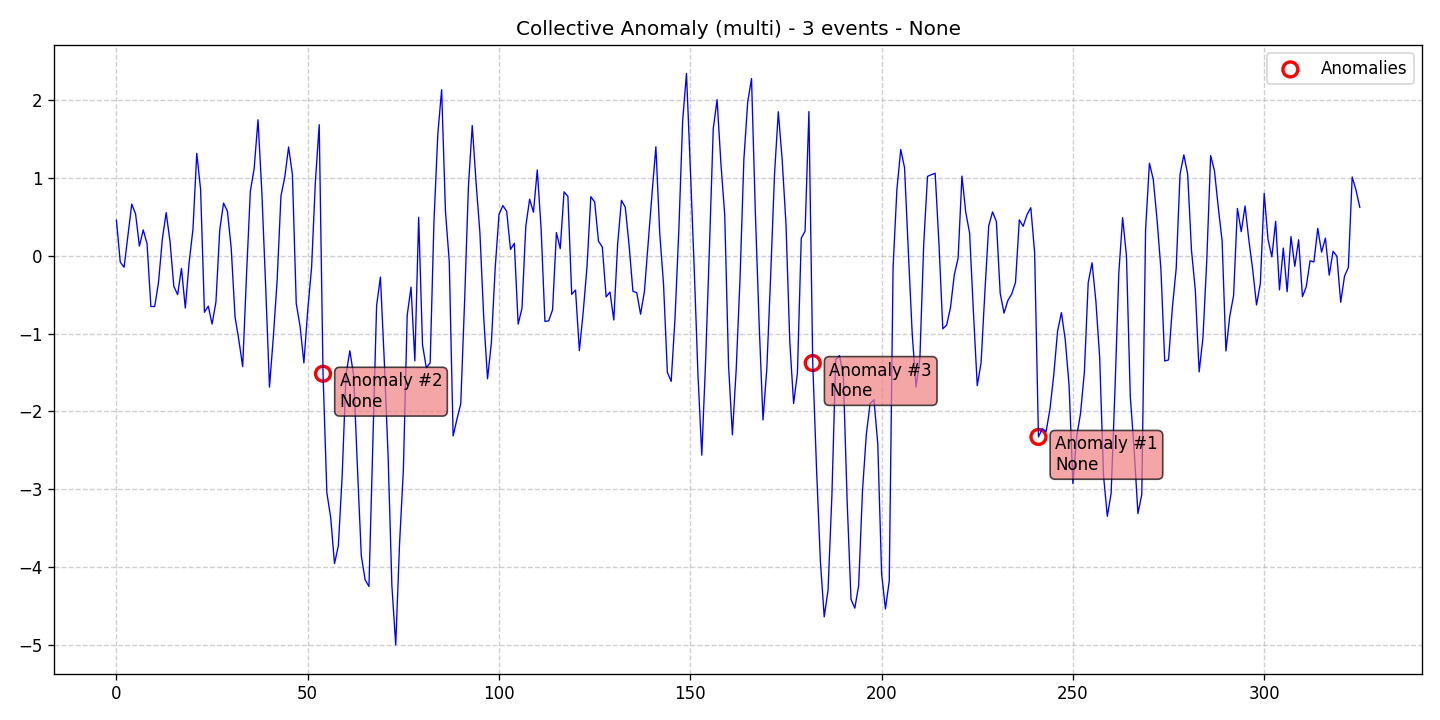 Collective Anomaly (multi) - 3 events - None
Anomalies
2
1
0
−1
−2
−3
−4
−5
Anomaly #2
None
Anomaly #3
None
Anomaly #1
None
0 50 100 150 200 250 300